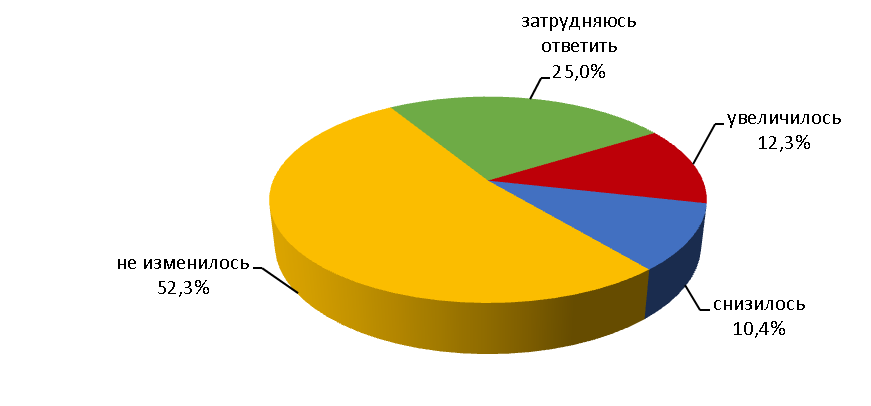 затрудняюсь
ответить
25,0%
увеличилось
12,3%
не изменилось
52,3%
снизилось
10,4%